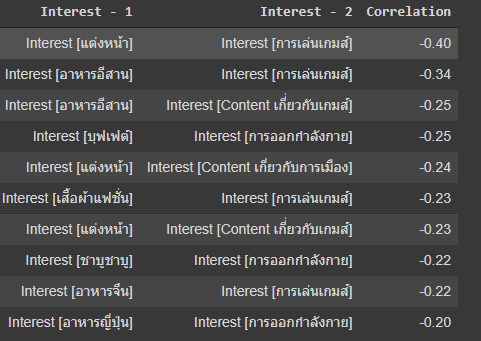 Interest - 1 Interest - 2 Correlation
Interest [แต่งหน้า] Interest [การเล่นเกมส์] -0.40
Interest [อาหารอีสาน] Interest [การเล่นเกมส์] -0.34
Interest [อาหารอีสาน] Interest [Content เกี่ยวกับเกมส์] -0.25
Interest [บุฟเฟต์] Interest [การออกกำลังกาย] -0.25
Interest [แต่งหน้า] Interest [Content เกี่ยวกับการเมือง] -0.24
Interest [เสื้อผ้าแฟชั่น] Interest [การเล่นเกมส์] -0.23
Interest [แต่งหน้า] Interest [Content เกี่ยวกับเกมส์] -0.23
Interest [ชาบูชาบู] Interest [การออกกำลังกาย] -0.22
Interest [อาหารจีน] Interest [การเล่นเกมส์] -0.22
Interest [อาหารญี่ปุ่น] Interest [การออกกำลังกาย] -0.20